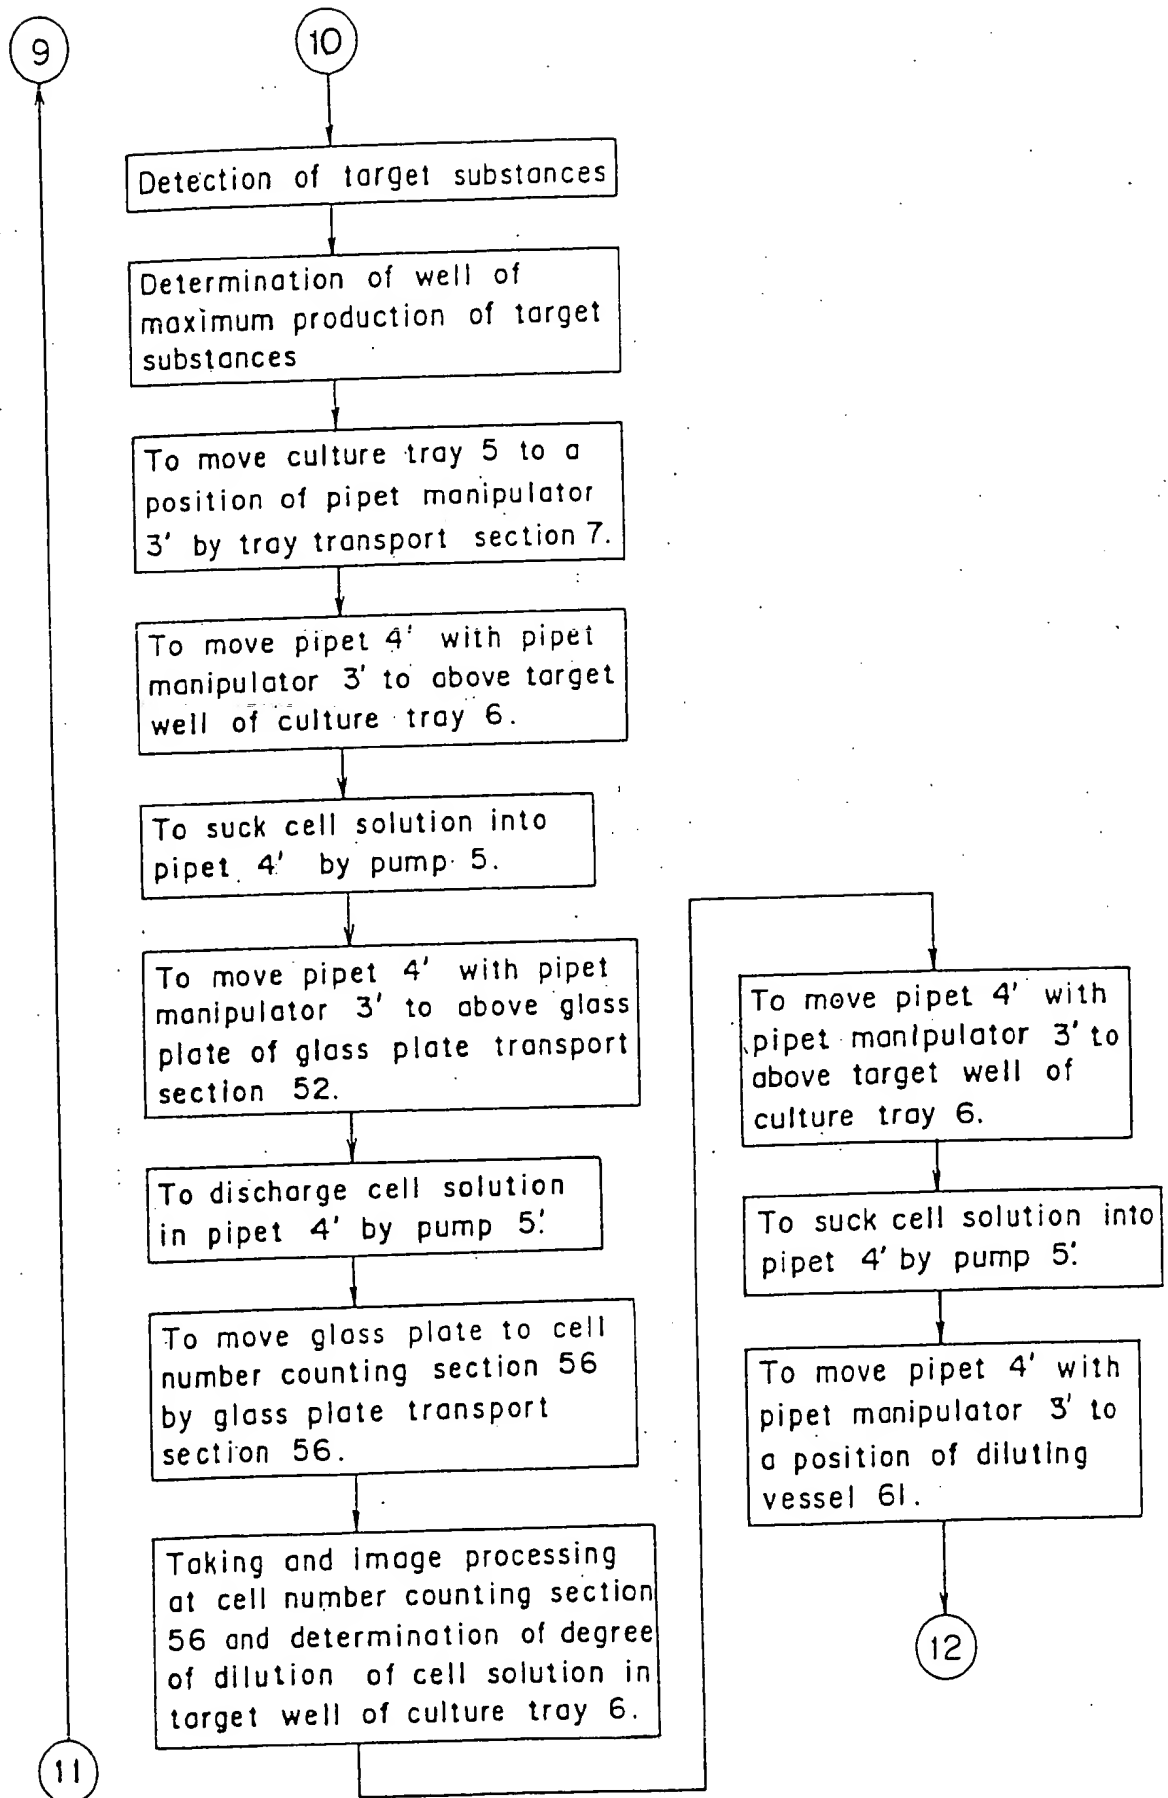 9
10
Detection of target substances
Determination of well of
maximum production of target
substances
To move culture tray 5 to a
position of pipet manipulator
3' by tray transport section 7.
To move pipet 4' with pipet
manipulator 3' to above target
well of culture tray 6.
To suck cell solution into
pipet 4' by pump 5.
To move pipet 4' with pipet
manipulator 3' to above glass
plate of glass plate transport
section 52.
To discharge cell solution
in pipet 4' by pump 5'.
To move glass plate to cell
number counting section 56
by glass plate transport
section 56.
Taking and image processing
at cell number counting section
56 and determination of degree
of dilution of cell solution in
target well of culture tray 6.
11
To move pipet 4' with
pipet manipulator 3' to
above target well of
culture tray 6.
To suck cell solution into
pipet 4' by pump 5'.
To move pipet 4' with
pipet manipulator 3' to
a position of diluting
vessel 61.
12